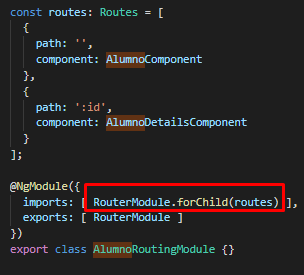 const routes: Routes = [
  {
    path: '',
    component: AlumnoComponent
  },
  {
    path: ':id',
    component: AlumnoDetailsComponent
  }
];
@NgModule({
  imports: [ RouterModule.forChild(routes) ],
  exports: [ RouterModule ]
})
export class AlumnoRoutingModule {}